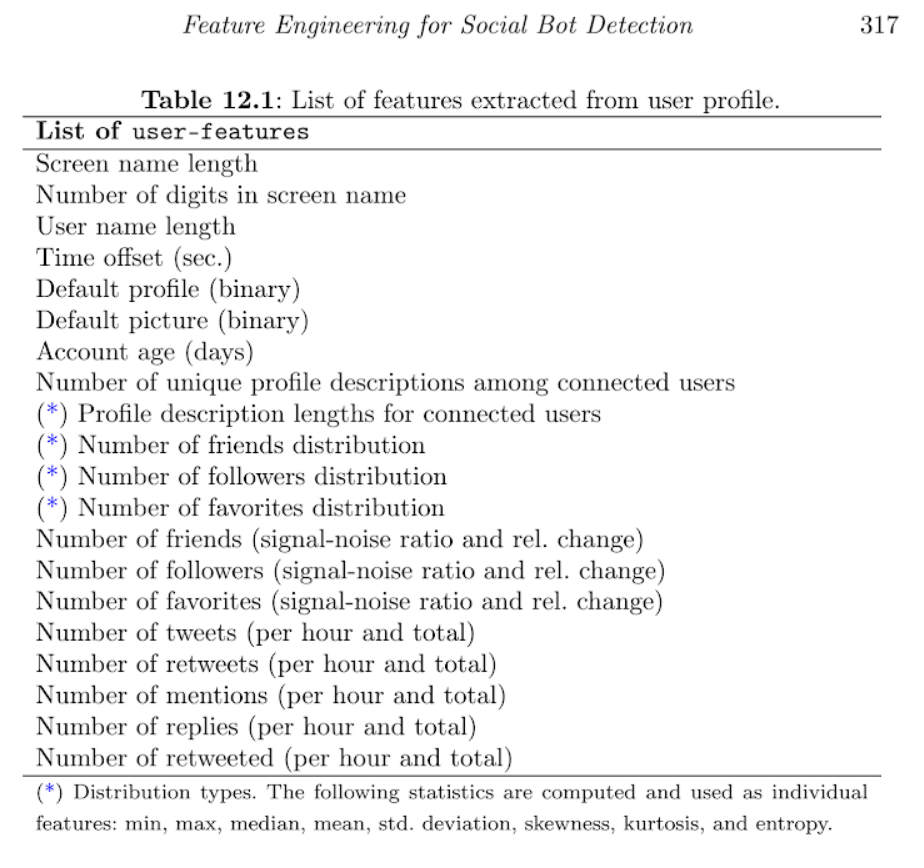 Feature Engineering for Social Bot Detection 317
Table 12.1: List of features extracted from user profile.
List of user-features
Screen name length
Number of digits in screen name
User name length
Time offset (sec.)
Default profile (binary)
Default picture (binary)
Account age (days)
Number of unique profile descriptions among connected users
(*) Profile description lengths for connected users
(*) Number of friends distribution
(*) Number of followers distribution
(*) Number of favorites distribution
Number of friends (signal-noise ratio and rel. change)
Number of followers (signal-noise ratio and rel. change)
Number of favorites (signal-noise ratio and rel. change)
Number of tweets (per hour and total)
Number of retweets (per hour and total)
Number of mentions (per hour and total)
Number of replies (per hour and total)
Number of retweeted (per hour and total)
(*) Distribution types. The following statistics are computed and used as individual
features: min, max, median, mean, std. deviation, skewness, kurtosis, and entropy.